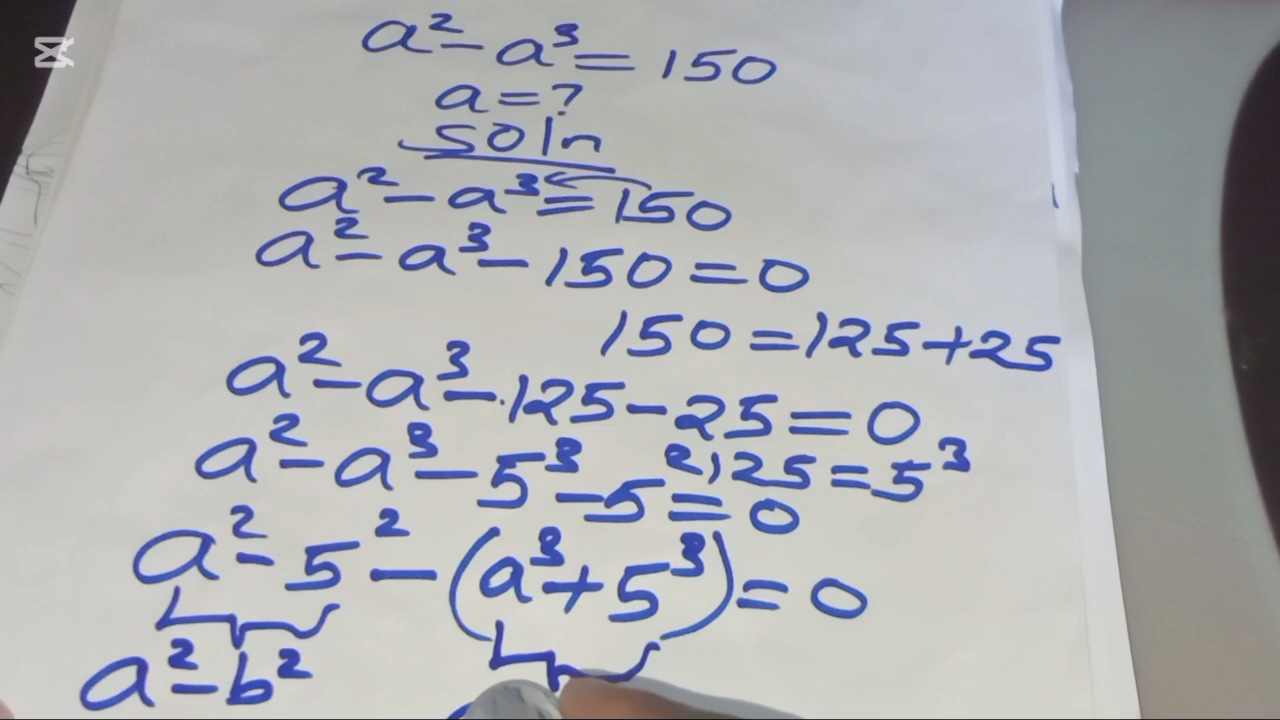 a² - a³ = 150
a = ?
soln
a² - a³ = 150
a² - a³ - 150 = 0
150 = 125 + 25
a² - a³ - 125 - 25 = 0
a² - a³ - 5³ - 5² = 0, 125 = 5³
a² - 5² - (a³ + 5³) = 0
a² - b²